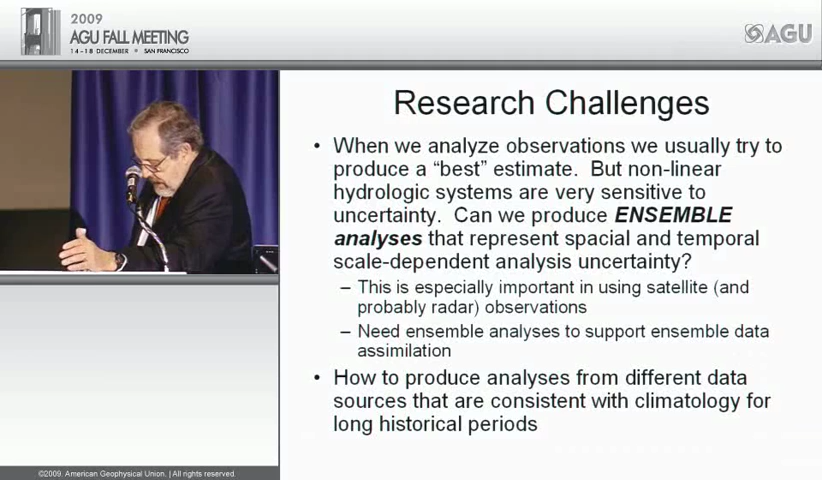 2009
AGU FALL MEETING
14-18 DECEMBER • SAN FRANCISCO
AGU
Research Challenges
• When we analyze observations we usually try to
produce a “best” estimate. But non-linear
hydrologic systems are very sensitive to
uncertainty. Can we produce ENSEMBLE
analyses that represent spacial and temporal
scale-dependent analysis uncertainty?
– This is especially important in using satellite (and
probably radar) observations
– Need ensemble analyses to support ensemble data
assimilation
• How to produce analyses from different data
sources that are consistent with climatology for
long historical periods
©2009. American Geophysical Union. | All rights reserved.